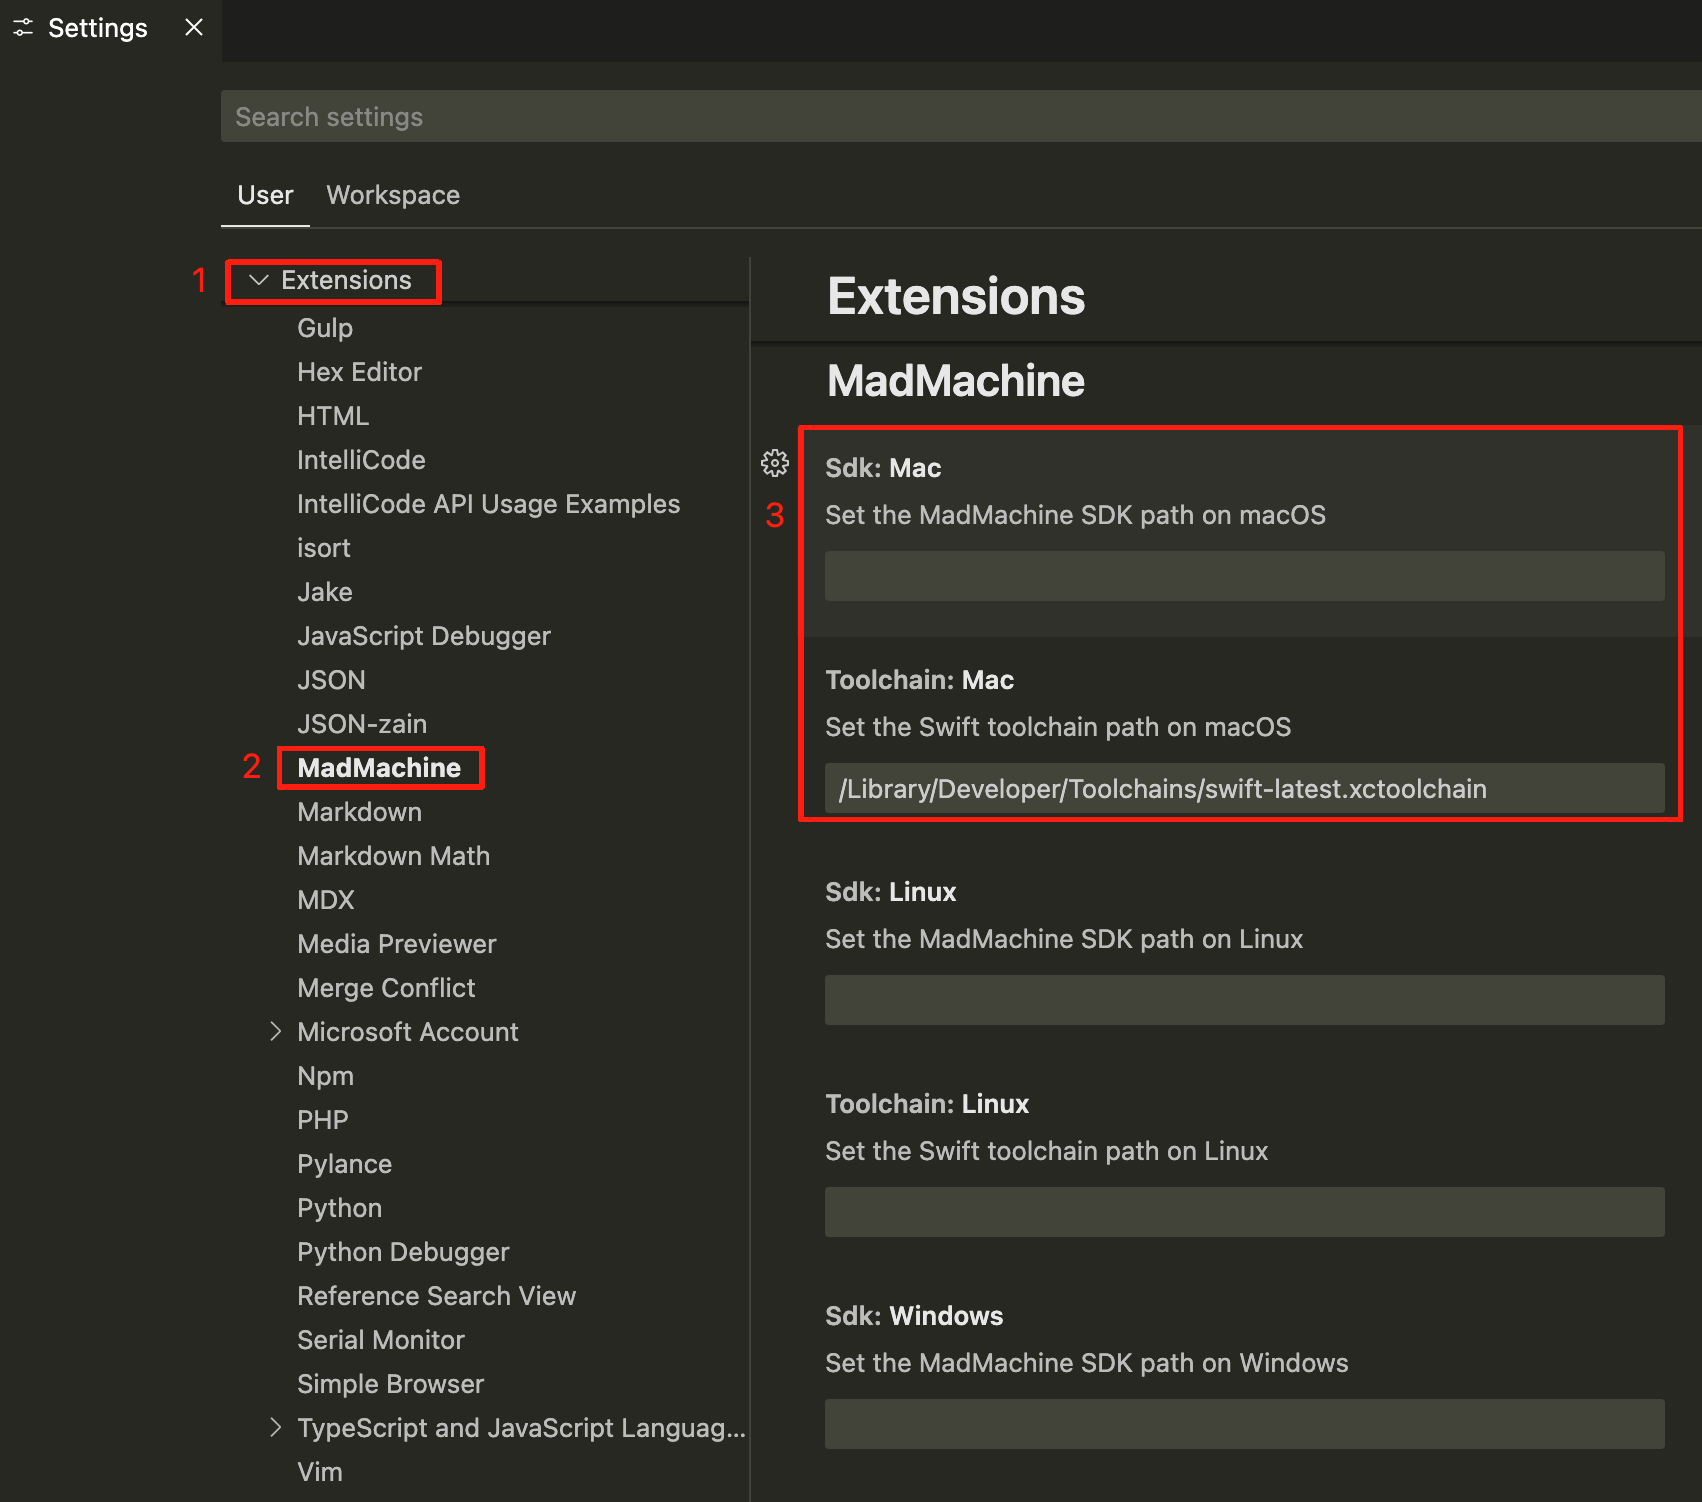 Settings
Search settings
User Workspace
1 Extensions
Gulp
Hex Editor
HTML
IntelliCode
IntelliCode API Usage Examples
isort
Jake
JavaScript Debugger
JSON
JSON-zain
2 MadMachine
Markdown
Markdown Math
MDX
Media Previewer
Merge Conflict
Microsoft Account
Npm
PHP
Pylance
Python
Python Debugger
Reference Search View
Serial Monitor
Simple Browser
TypeScript and JavaScript Languag...
Vim
Extensions
MadMachine
3
Sdk: Mac
Set the MadMachine SDK path on macOS
Toolchain: Mac
Set the Swift toolchain path on macOS
/Library/Developer/Toolchains/swift-latest.xctoolchain
Sdk: Linux
Set the MadMachine SDK path on Linux
Toolchain: Linux
Set the Swift toolchain path on Linux
Sdk: Windows
Set the MadMachine SDK path on Windows